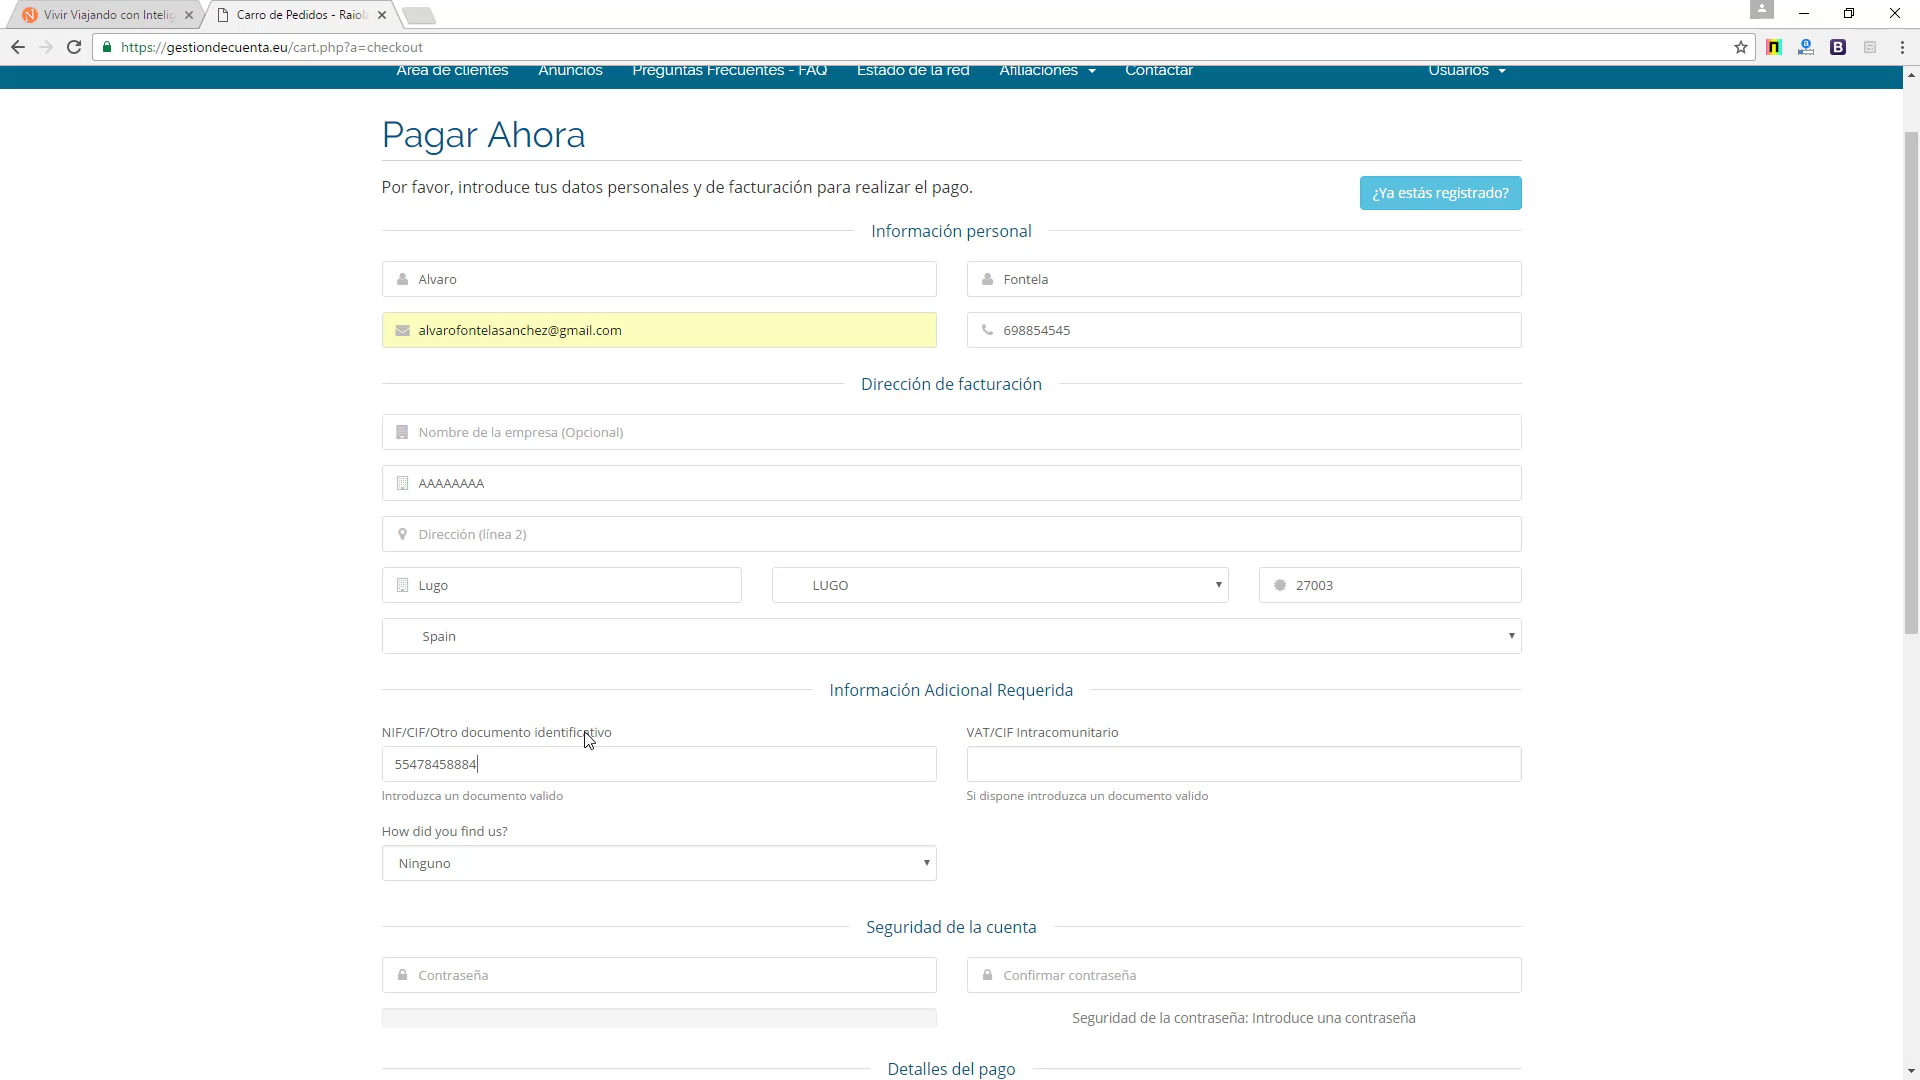 Vivir Viajando con Intelig
Carro de Pedidos - Raiola
https://gestiondecuenta.eu/cart.php?a=checkout
Área de clientes
Anuncios
Preguntas Frecuentes - FAQ
Estado de la red
Afiliaciones
Contactar
Usuarios
Pagar Ahora
Por favor, introduce tus datos personales y de facturación para realizar el pago.
¿Ya estás registrado?
Información personal
Alvaro
Fontela
alvarofontelasanchez@gmail.com
698854545
Dirección de facturación
Nombre de la empresa (Opcional)
AAAAAAAA
Dirección (línea 2)
Lugo
LUGO
27003
Spain
Información Adicional Requerida
NIF/CIF/Otro documento identificativo
VAT/CIF Intracomunitario
55478458884
Introduzca un documento valido
Si dispone introduzca un documento valido
How did you find us?
Ninguno
Seguridad de la cuenta
Contraseña
Confirmar contraseña
Seguridad de la contraseña: Introduce una contraseña
Detalles del pago